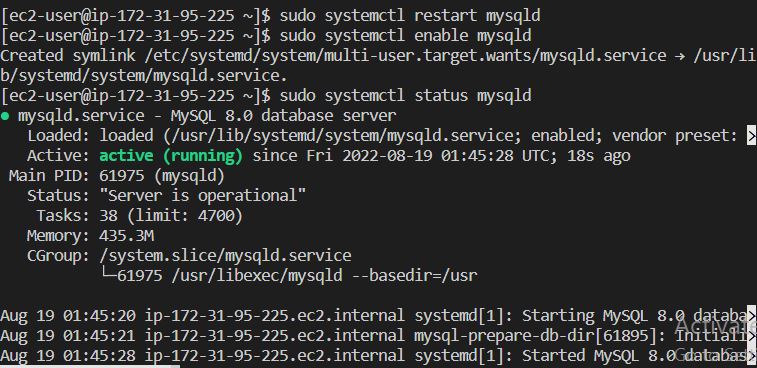 [ec2-user@ip-172-31-95-225 ~]$ sudo systemctl restart mysqld
[ec2-user@ip-172-31-95-225 ~]$ sudo systemctl enable mysqld
Created symlink /etc/systemd/system/multi-user.target.wants/mysqld.service → /usr/li
b/systemd/system/mysqld.service.
[ec2-user@ip-172-31-95-225 ~]$ sudo systemctl status mysqld
● mysqld.service - MySQL 8.0 database server
   Loaded: loaded (/usr/lib/systemd/system/mysqld.service; enabled; vendor preset: >
   Active: active (running) since Fri 2022-08-19 01:45:28 UTC; 18s ago
 Main PID: 61975 (mysqld)
   Status: "Server is operational"
    Tasks: 38 (limit: 4700)
   Memory: 435.3M
   CGroup: /system.slice/mysqld.service
           └─61975 /usr/libexec/mysqld --basedir=/usr

Aug 19 01:45:20 ip-172-31-95-225.ec2.internal systemd[1]: Starting MySQL 8.0 databa>
Aug 19 01:45:21 ip-172-31-95-225.ec2.internal mysql-prepare-db-dir[61895]: Initiali>
Aug 19 01:45:28 ip-172-31-95-225.ec2.internal systemd[1]: Started MySQL 8.0 databas>
Activate